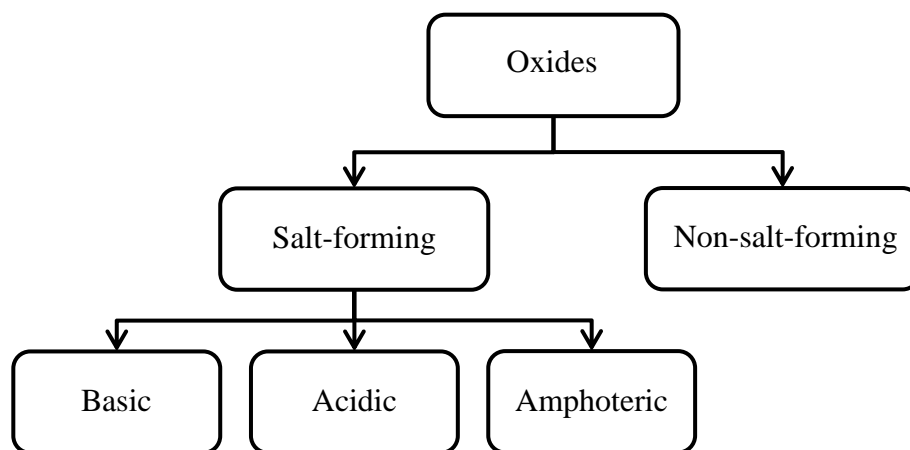 Oxides
Salt-forming
Non-salt-forming
Basic
Acidic
Amphoteric